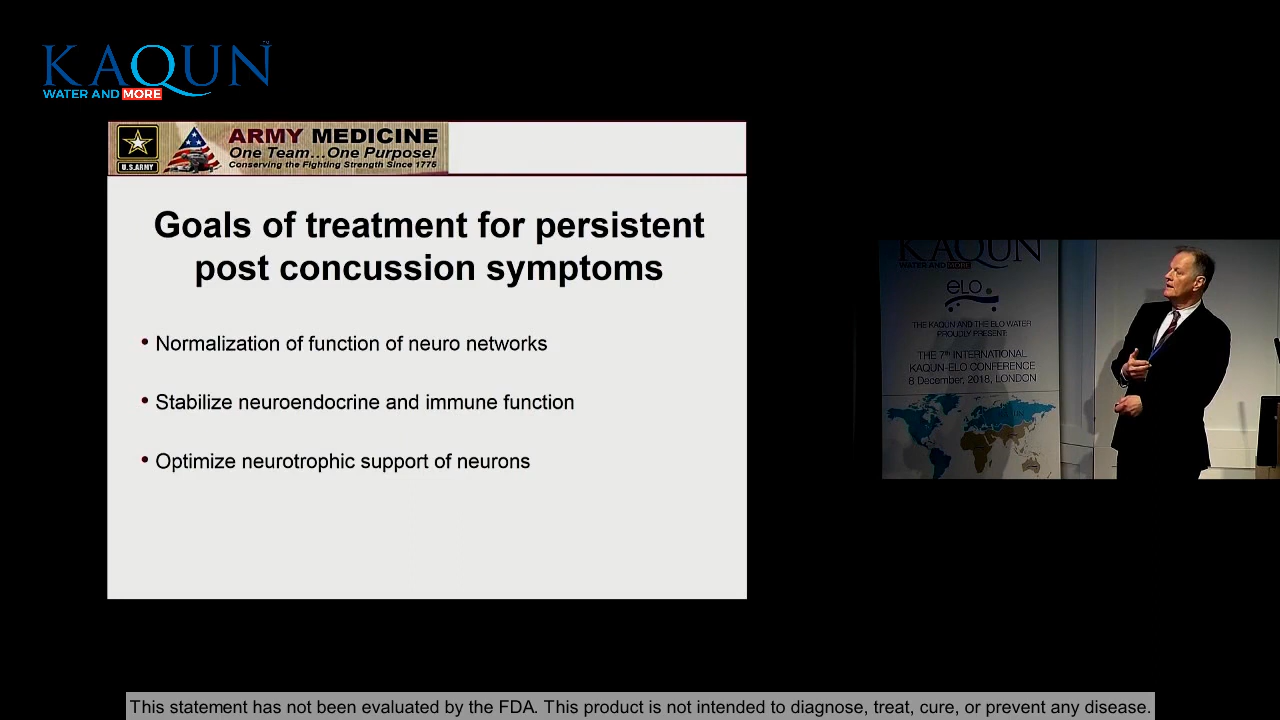 KAQUN
WATER AND MORE
U.S.ARMY
ARMY MEDICINE
One Team...One Purpose!
Conserving the Fighting Strength Since 1775
Goals of treatment for persistent
post concussion symptoms
• Normalization of function of neuro networks
• Stabilize neuroendocrine and immune function
• Optimize neurotrophic support of neurons
KAQUN
WATER AND MORE
eLO
THE KAQUN AND THE ELO WATER
PROUDLY PRESENT:
THE 7th INTERNATIONAL
KAQUN-ELO CONFERENCE
8 December, 2018, LONDON
This statement has not been evaluated by the FDA. This product is not intended to diagnose, treat, cure, or prevent any disease.